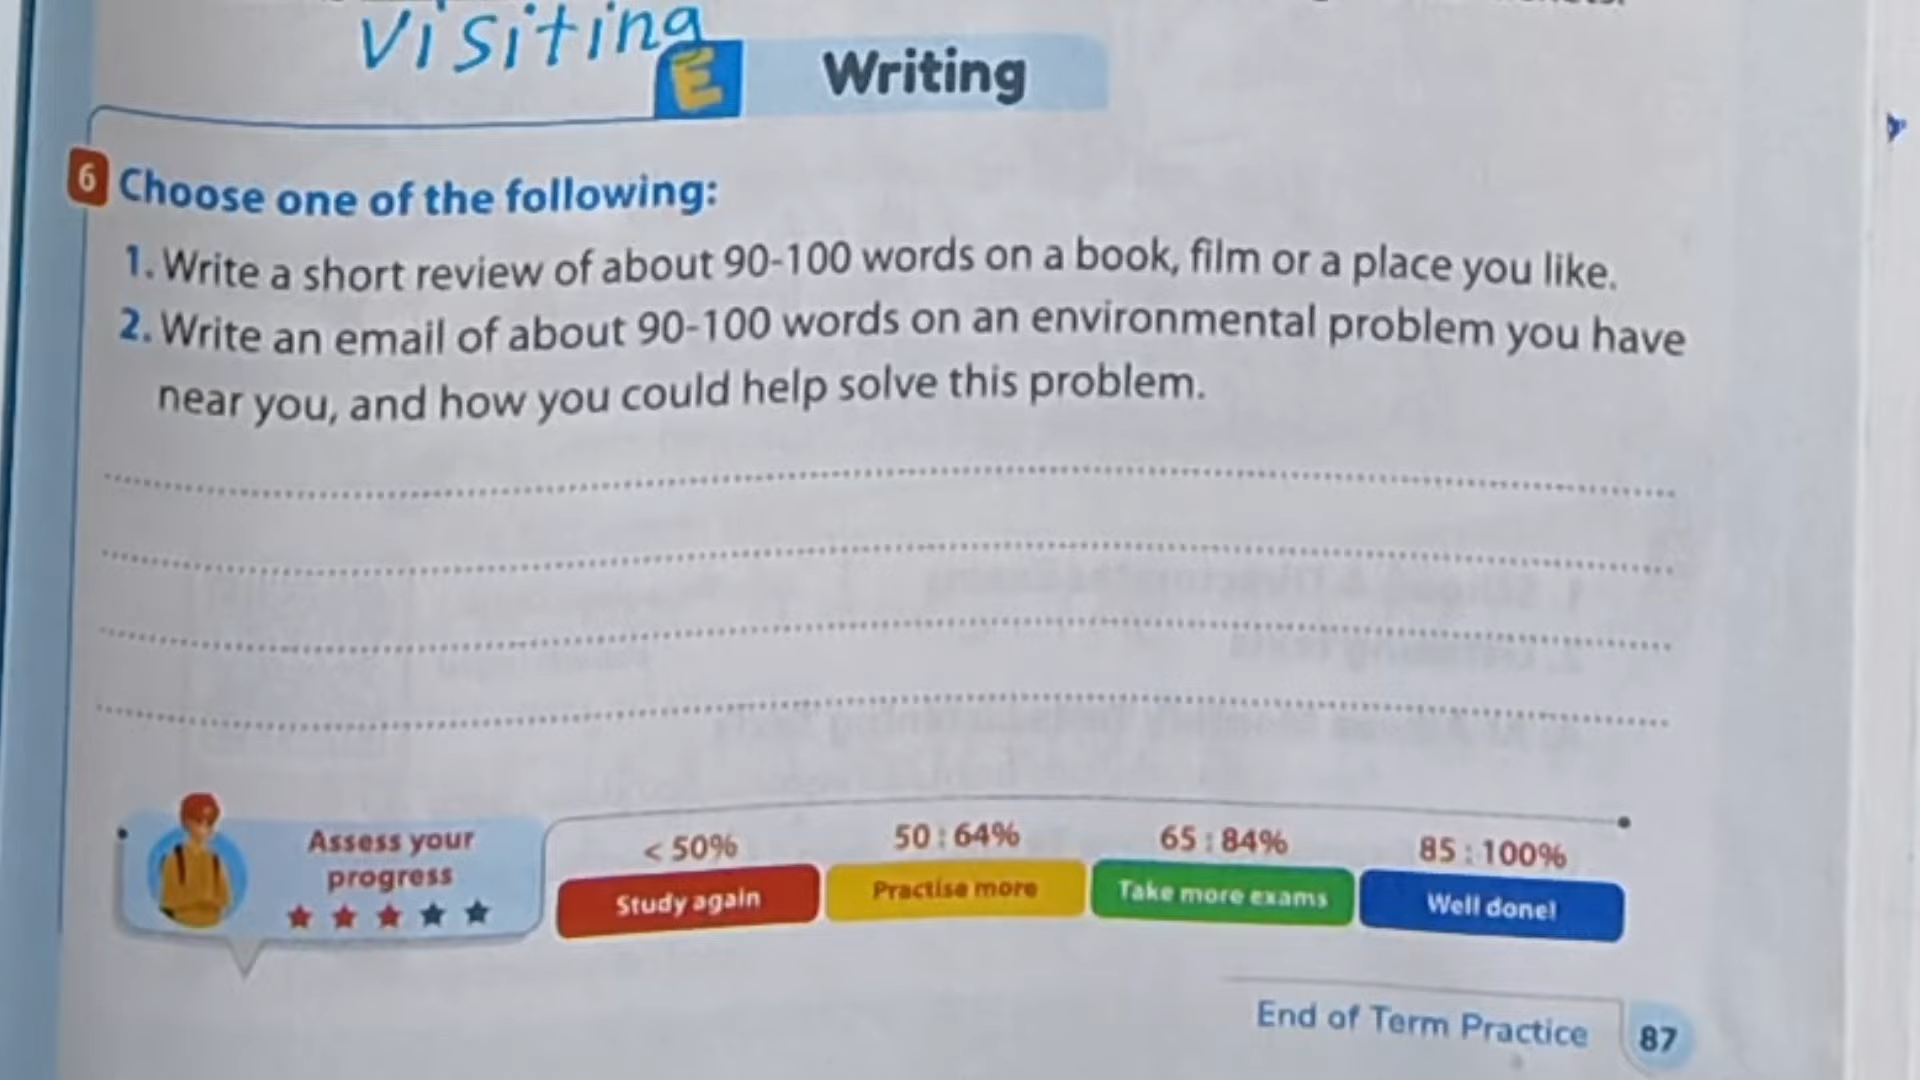 visiting
E Writing
6 Choose one of the following:
1. Write a short review of about 90-100 words on a book, film or a place you like.
2. Write an email of about 90-100 words on an environmental problem you have
near you, and how you could help solve this problem.
Assess your
progress
< 50%
Study again
50 : 64%
Practise more
65 : 84%
Take more exams
85 : 100%
Well done!
End of Term Practice 87